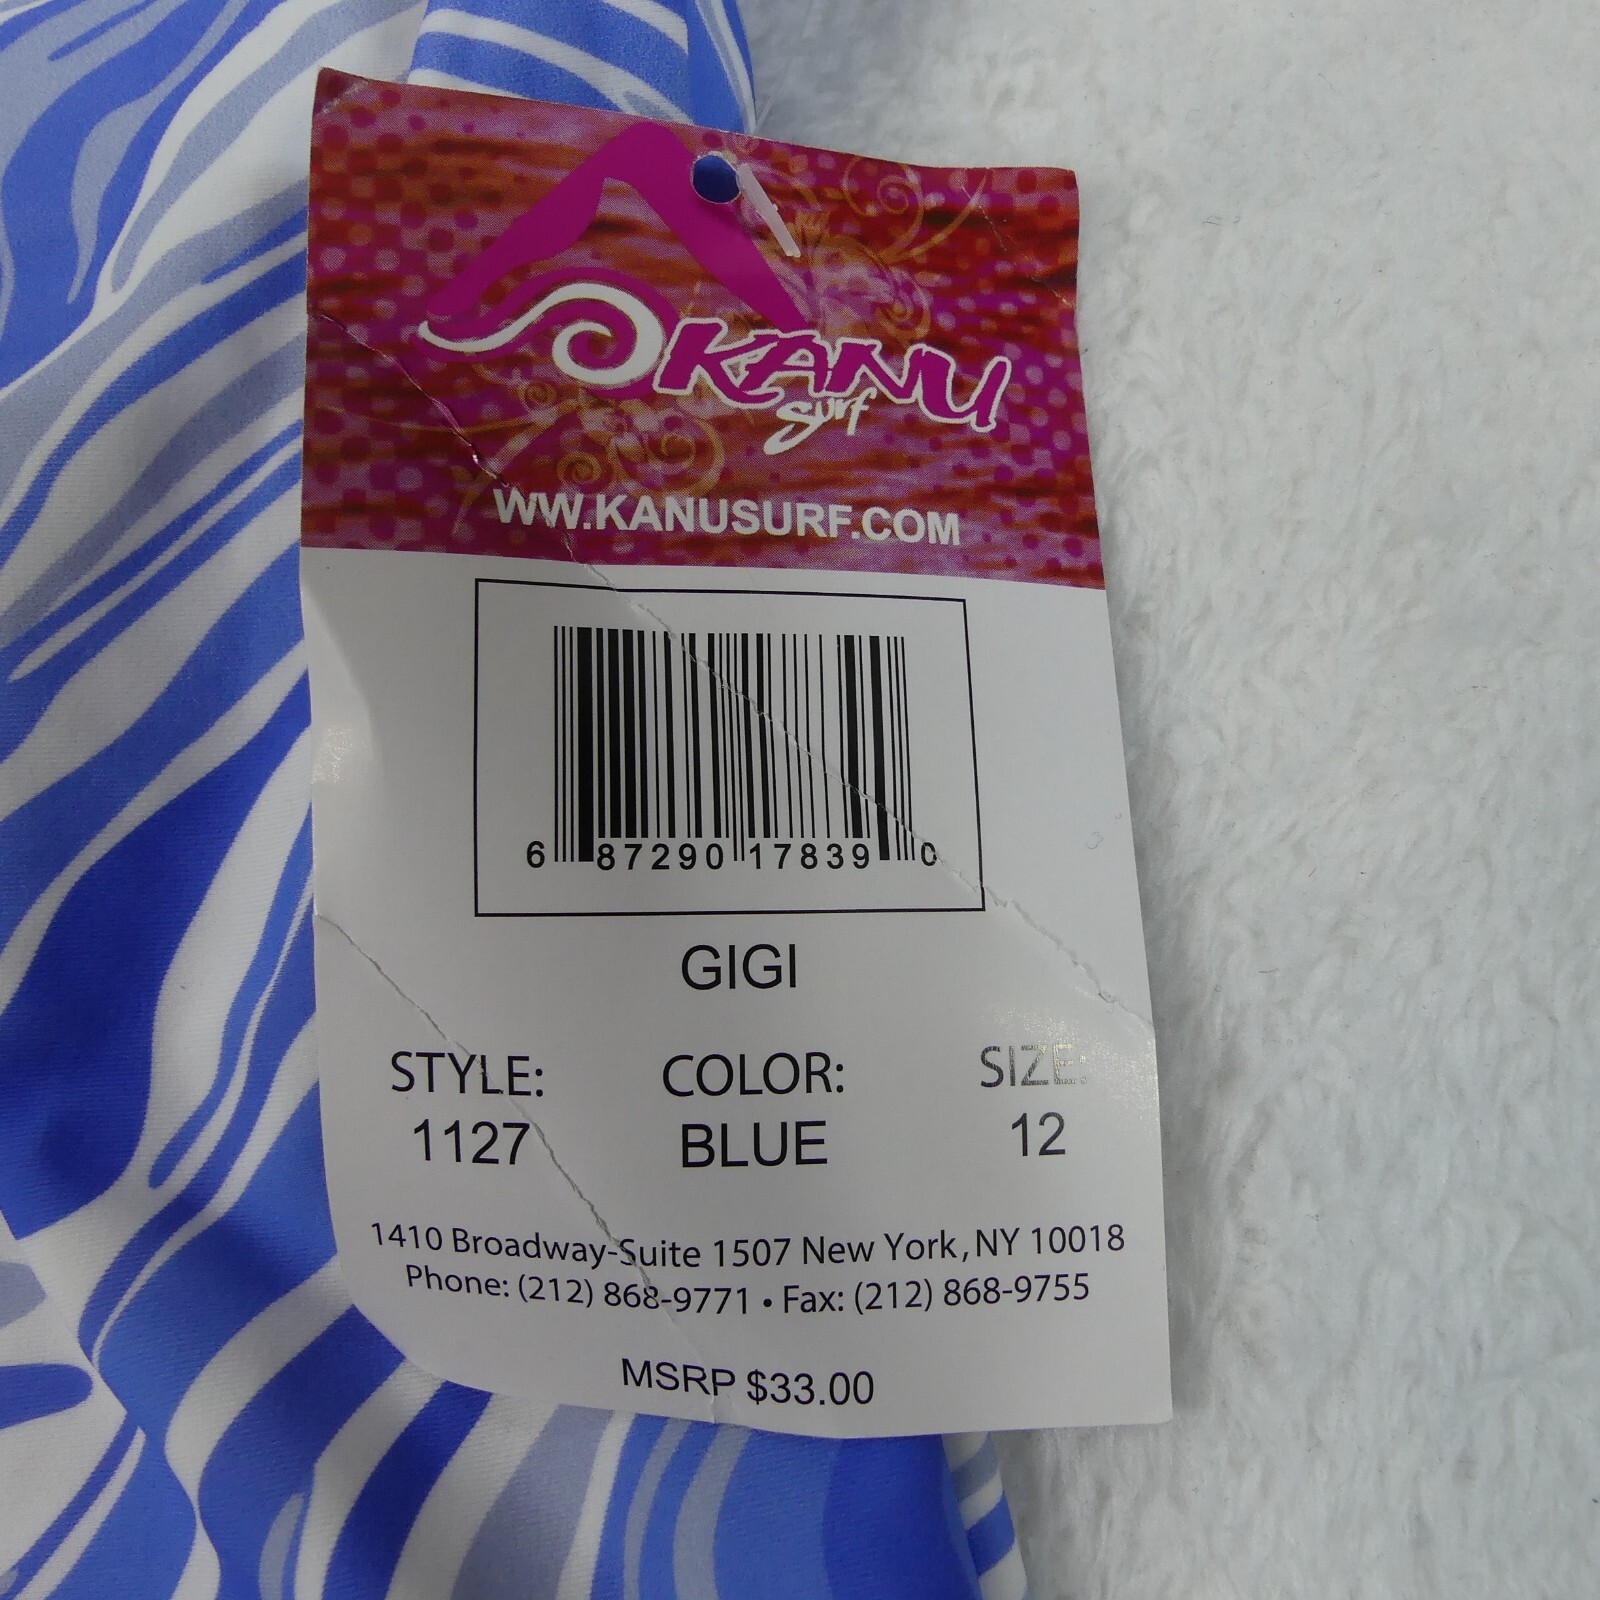 KANU
surf
WWW.KANUSURF.COM
6 87290 17839 0
GIGI
STYLE: COLOR: SIZE:
1127 BLUE 12
1410 Broadway-Suite 1507 New York, NY 10018
Phone: (212) 868-9771 • Fax: (212) 868-9755
MSRP $33.00